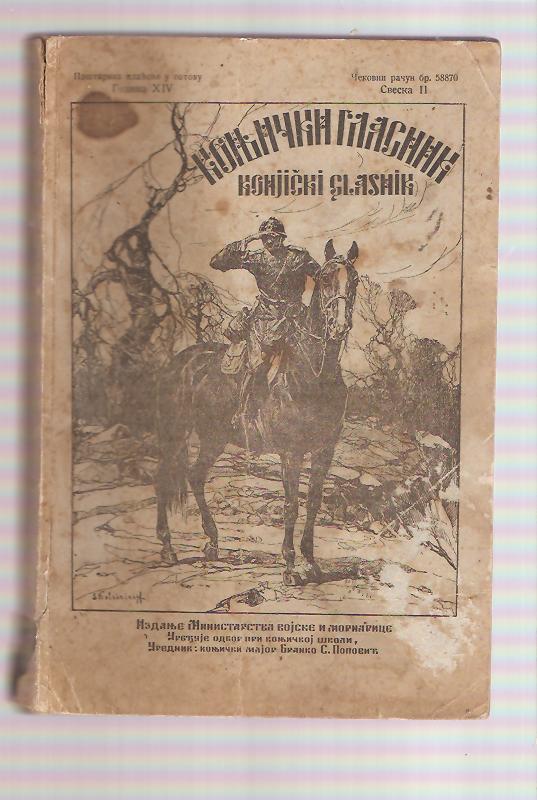 Поштарина плаћена у готову
Година XIV
Чековни рачун бр. 58870
Свеска II
КОЊИЧКИ ГЛАСНИК
KONJIČKI GLASNIK
Издање Министарства војске и морнарице
Уређује одбор при коњичкој школи,
Уредник: коњички мајор Бранко С. Поповић